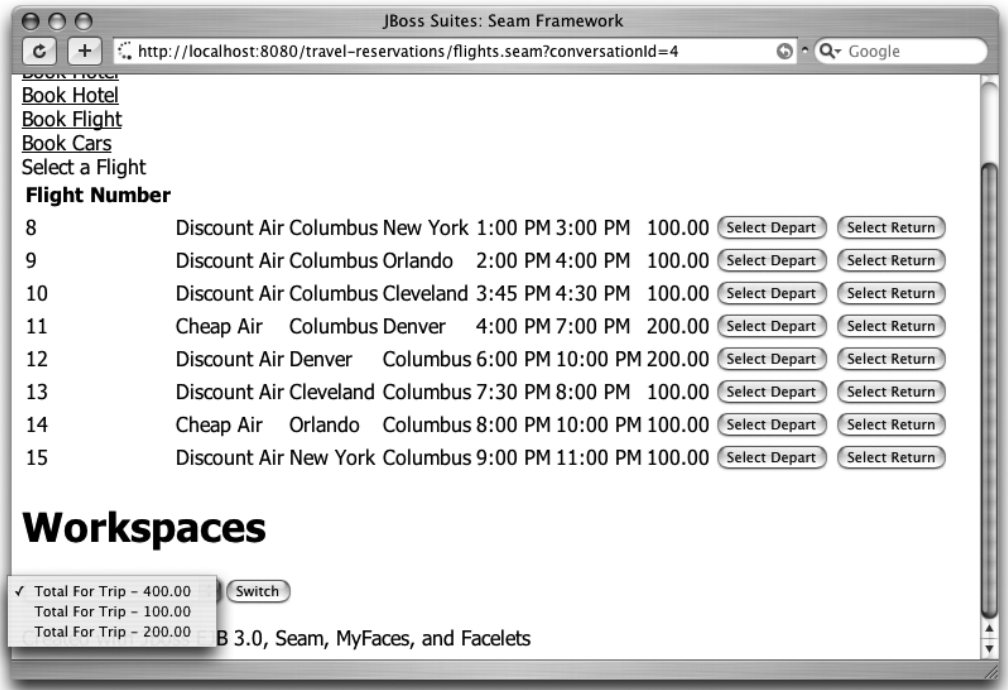 JBoss Suites: Seam Framework
http://localhost:8080/travel-reservations/flights.seam?conversationId=4 Google
Book Hotel
Book Hotel
Book Flight
Book Cars
Select a Flight
Flight Number
8 Discount Air Columbus New York 1:00 PM 3:00 PM 100.00 Select Depart Select Return
9 Discount Air Columbus Orlando 2:00 PM 4:00 PM 100.00 Select Depart Select Return
10 Discount Air Columbus Cleveland 3:45 PM 4:30 PM 100.00 Select Depart Select Return
11 Cheap Air Columbus Denver 4:00 PM 7:00 PM 200.00 Select Depart Select Return
12 Discount Air Denver Columbus 6:00 PM 10:00 PM 200.00 Select Depart Select Return
13 Discount Air Cleveland Columbus 7:30 PM 8:00 PM 100.00 Select Depart Select Return
14 Cheap Air Orlando Columbus 8:00 PM 10:00 PM 100.00 Select Depart Select Return
15 Discount Air New York Columbus 9:00 PM 11:00 PM 100.00 Select Depart Select Return
Workspaces
✓ Total For Trip - 400.00 Switch
Total For Trip - 100.00
Total For Trip - 200.00
B 3.0, Seam, MyFaces, and Facelets